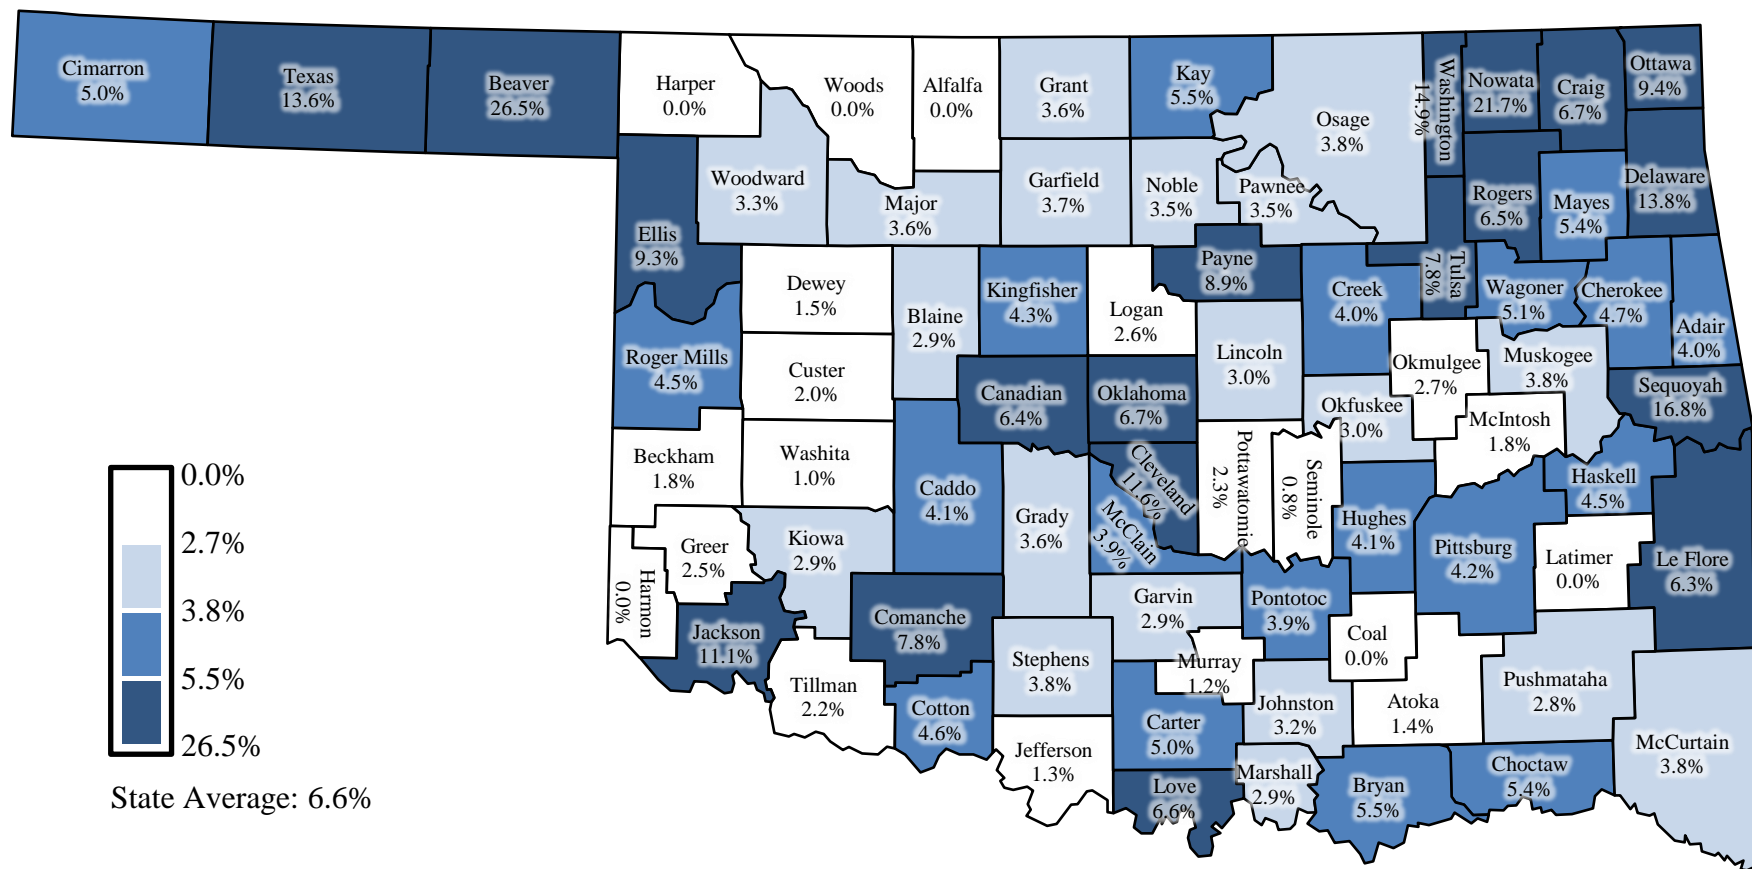 Cimarron
5.0%
Texas
13.6%
Beaver
26.5%
Harper
0.0%
Woods
0.0%
Alfalfa
0.0%
Grant
3.6%
Kay
5.5%
Osage
3.8%
Washington
14.9%
Nowata
21.7%
Craig
6.7%
Ottawa
9.4%
Woodward
3.3%
Major
3.6%
Garfield
3.7%
Noble
3.5%
Pawnee
3.5%
Rogers
6.5%
Mayes
5.4%
Delaware
13.8%
Ellis
9.3%
Dewey
1.5%
Blaine
2.9%
Kingfisher
4.3%
Logan
2.6%
Payne
8.9%
Creek
4.0%
Tulsa
7.8%
Wagoner
5.1%
Cherokee
4.7%
Adair
4.0%
Roger Mills
4.5%
Custer
2.0%
Canadian
6.4%
Oklahoma
6.7%
Lincoln
3.0%
Okfuskee
3.0%
Okmulgee
2.7%
Muskogee
3.8%
McIntosh
1.8%
Sequoyah
16.8%
Beckham
1.8%
Washita
1.0%
Caddo
4.1%
Grady
3.6%
Cleveland
11.6%
McClain
3.9%
Pottawatomie
2.3%
Seminole
0.8%
Hughes
4.1%
Pittsburg
4.2%
Haskell
4.5%
Latimer
0.0%
Le Flore
6.3%
Harmon
0.0%
Greer
2.5%
Kiowa
2.9%
Jackson
11.1%
Comanche
7.8%
Tillman
2.2%
Cotton
4.6%
Stephens
3.8%
Garvin
2.9%
Murray
1.2%
Pontotoc
3.9%
Coal
0.0%
Atoka
1.4%
Pushmataha
2.8%
McCurtain
3.8%
Jefferson
1.3%
Carter
5.0%
Johnston
3.2%
Love
6.6%
Marshall
2.9%
Bryan
5.5%
Choctaw
5.4%
0.0%
2.7%
3.8%
5.5%
26.5%
State Average: 6.6%